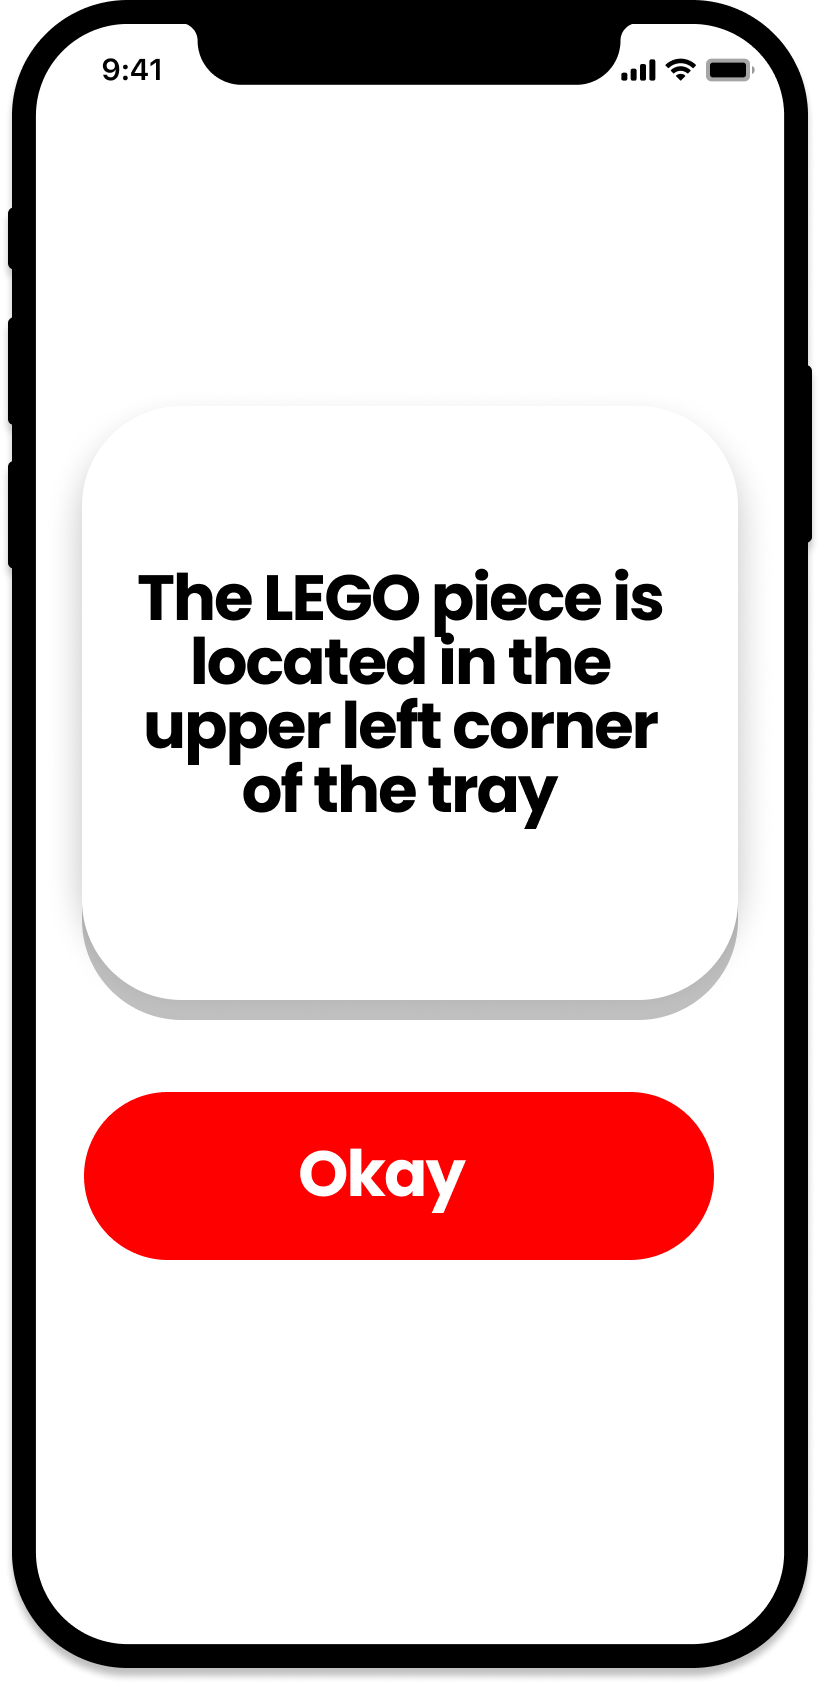 9:41
The LEGO piece is
located in the
upper left corner
of the tray
Okay